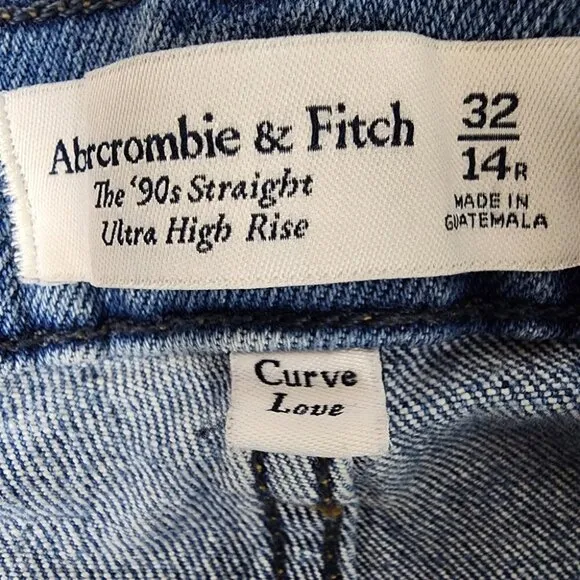 Abercrombie & Fitch
The '90s Straight
Ultra High Rise
32
14R
MADE IN
GUATEMALA
Curve
Love